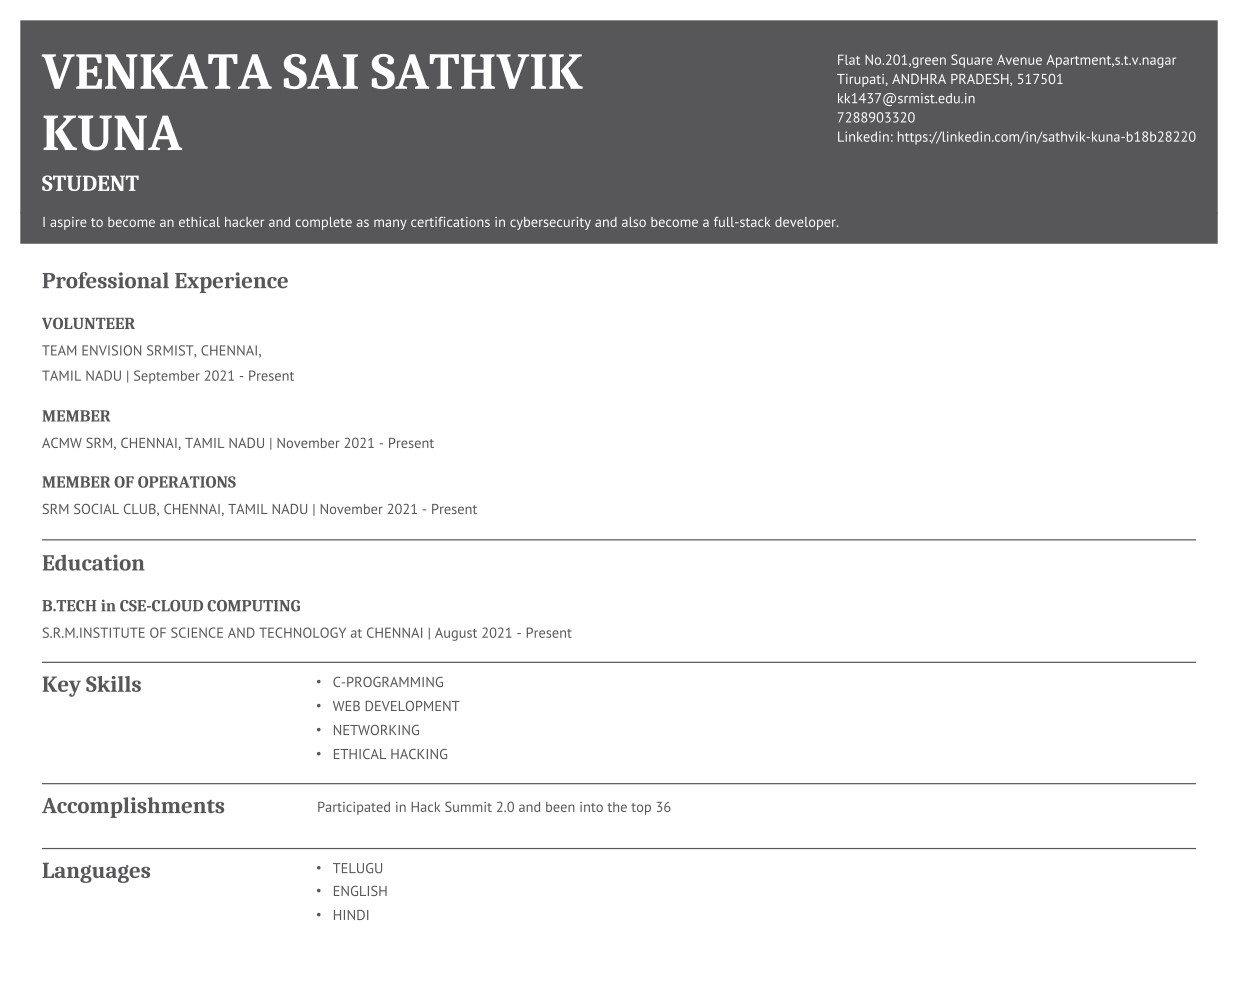 VENKATA SAI SATHVIK
KUNA
STUDENT
I aspire to become an ethical hacker and complete as many certifications in cybersecurity and also become a full-stack developer.
Flat No.201,green Square Avenue Apartment,s.t.v.nagar
Tirupati, ANDHRA PRADESH, 517501
kk1437@srmist.edu.in
7288903320
Linkedin: https://linkedin.com/in/sathvik-kuna-b18b28220
Professional Experience
VOLUNTEER
TEAM ENVISION SRMIST, CHENNAI,
TAMIL NADU | September 2021 - Present
MEMBER
ACMW SRM, CHENNAI, TAMIL NADU | November 2021 - Present
MEMBER OF OPERATIONS
SRM SOCIAL CLUB, CHENNAI, TAMIL NADU | November 2021 - Present
Education
B.TECH in CSE-CLOUD COMPUTING
S.R.M.INSTITUTE OF SCIENCE AND TECHNOLOGY at CHENNAI | August 2021 - Present
Key Skills
• C-PROGRAMMING
• WEB DEVELOPMENT
• NETWORKING
• ETHICAL HACKING
Accomplishments
Participated in Hack Summit 2.0 and been into the top 36
Languages
• TELUGU
• ENGLISH
• HINDI